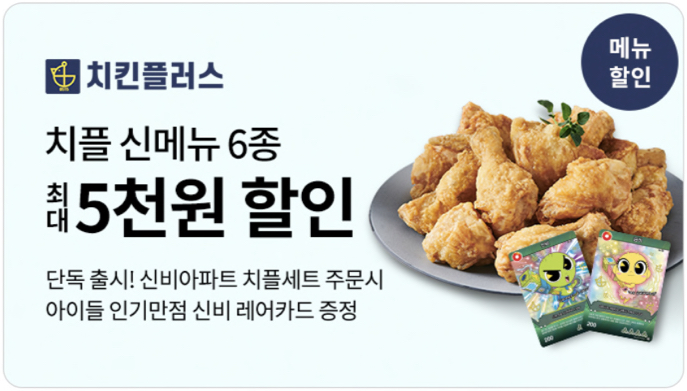 메뉴
할인
치킨플러스
치플 신메뉴 6종
최대 5천원 할인
단독 출시! 신비아파트 치플세트 주문시
아이들 인기만점 신비 레어카드 증정
200
200